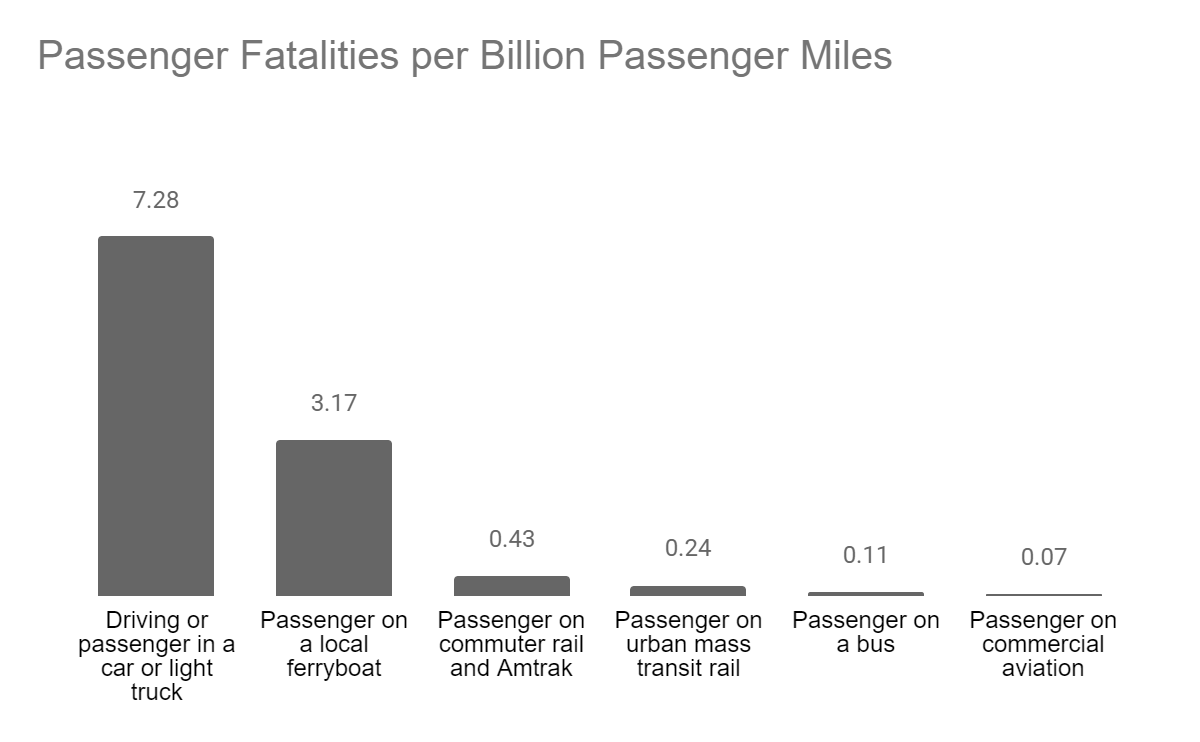 Passenger Fatalities per Billion Passenger Miles
7.28
3.17
0.43
0.24
0.11
0.07
Driving or
passenger in a
car or light
truck
Passenger on
a local
ferryboat
Passenger on
commuter rail
and Amtrak
Passenger on
urban mass
transit rail
Passenger on
a bus
Passenger on
commercial
aviation